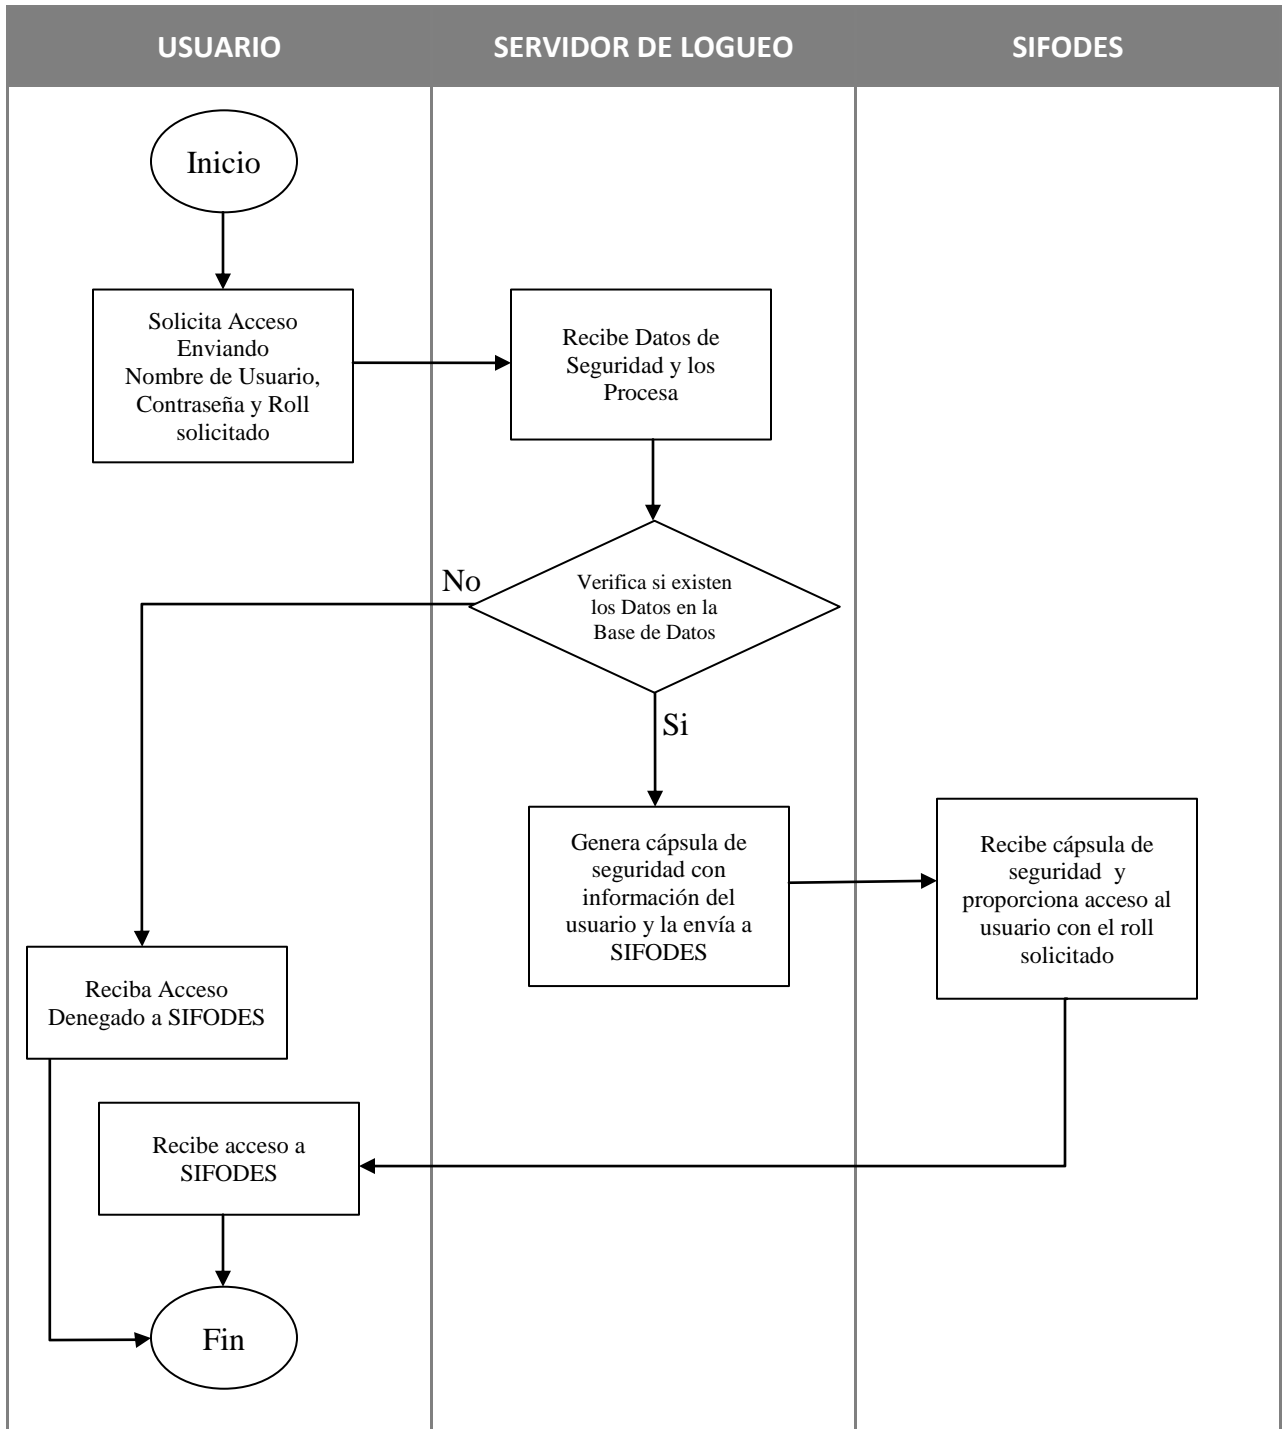 USUARIO
SERVIDOR DE LOGUEO
SIFODES
Inicio
Solicita Acceso
Enviando
Nombre de Usuario,
Contraseña y Roll
solicitado
Recibe Datos de
Seguridad y los
Procesa
No
Verifica si existen
los Datos en la
Base de Datos
Si
Genera cápsula de
seguridad con
información del
usuario y la envía a
SIFODES
Recibe cápsula de
seguridad y
proporciona acceso al
usuario con el roll
solicitado
Reciba Acceso
Denegado a SIFODES
Recibe acceso a
SIFODES
Fin